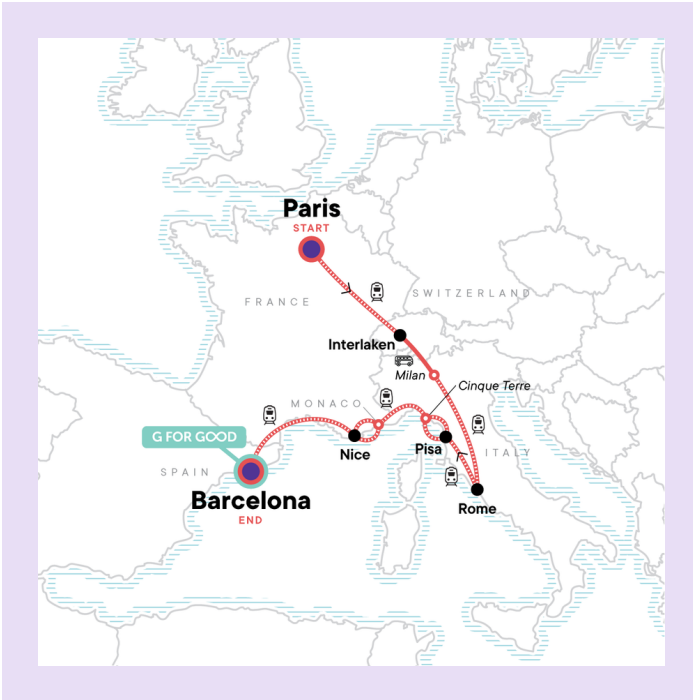 Paris
START
FRANCE
SWITZERLAND
Interlaken
Milan
Cinque Terre
MONACO
G FOR GOOD
Nice
Pisa
ITALY
SPAIN
Barcelona
END
Rome